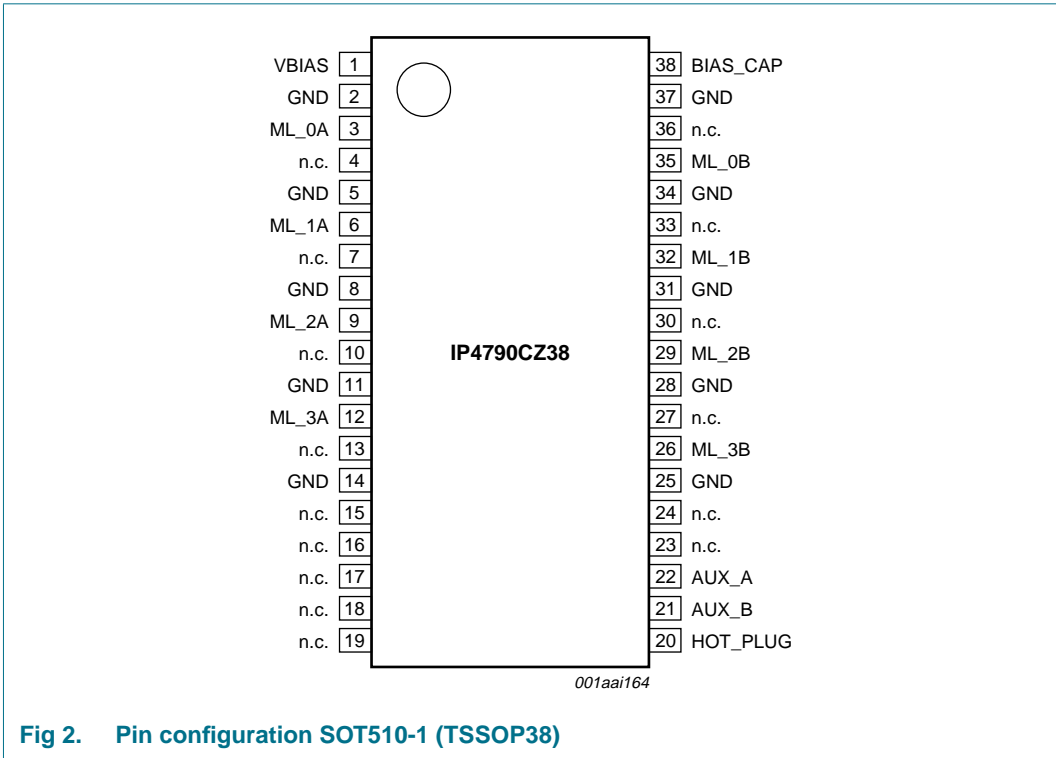 VBIAS 1 38 BIAS_CAP
GND 2 37 GND
ML_0A 3 36 n.c.
n.c. 4 35 ML_0B
GND 5 34 GND
ML_1A 6 33 n.c.
n.c. 7 32 ML_1B
GND 8 31 GND
ML_2A 9 30 n.c.
n.c. 10 IP4790CZ38 29 ML_2B
GND 11 28 GND
ML_3A 12 27 n.c.
n.c. 13 26 ML_3B
GND 14 25 GND
n.c. 15 24 n.c.
n.c. 16 23 n.c.
n.c. 17 22 AUX_A
n.c. 18 21 AUX_B
n.c. 19 20 HOT_PLUG
001aai164
Fig 2. Pin configuration SOT510-1 (TSSOP38)